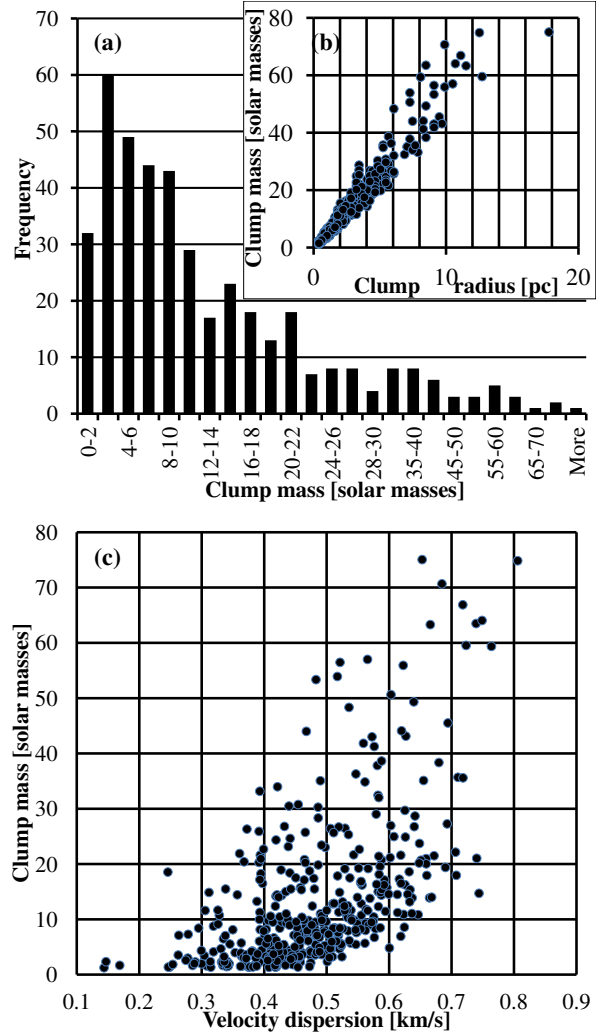 (a)
70
60
50
40
30
20
10
0
Frequency
0-2
4-6
8-10
12-14
16-18
20-22
24-26
28-30
35-40
45-50
55-60
65-70
More
Clump mass [solar masses]
(b)
80
60
40
20
0
Clump mass [solar masses]
0 10 20
Clump radius [pc]
(c)
80
70
60
50
40
30
20
10
0
Clump mass [solar masses]
0.1 0.2 0.3 0.4 0.5 0.6 0.7 0.8 0.9
Velocity dispersion [km/s]